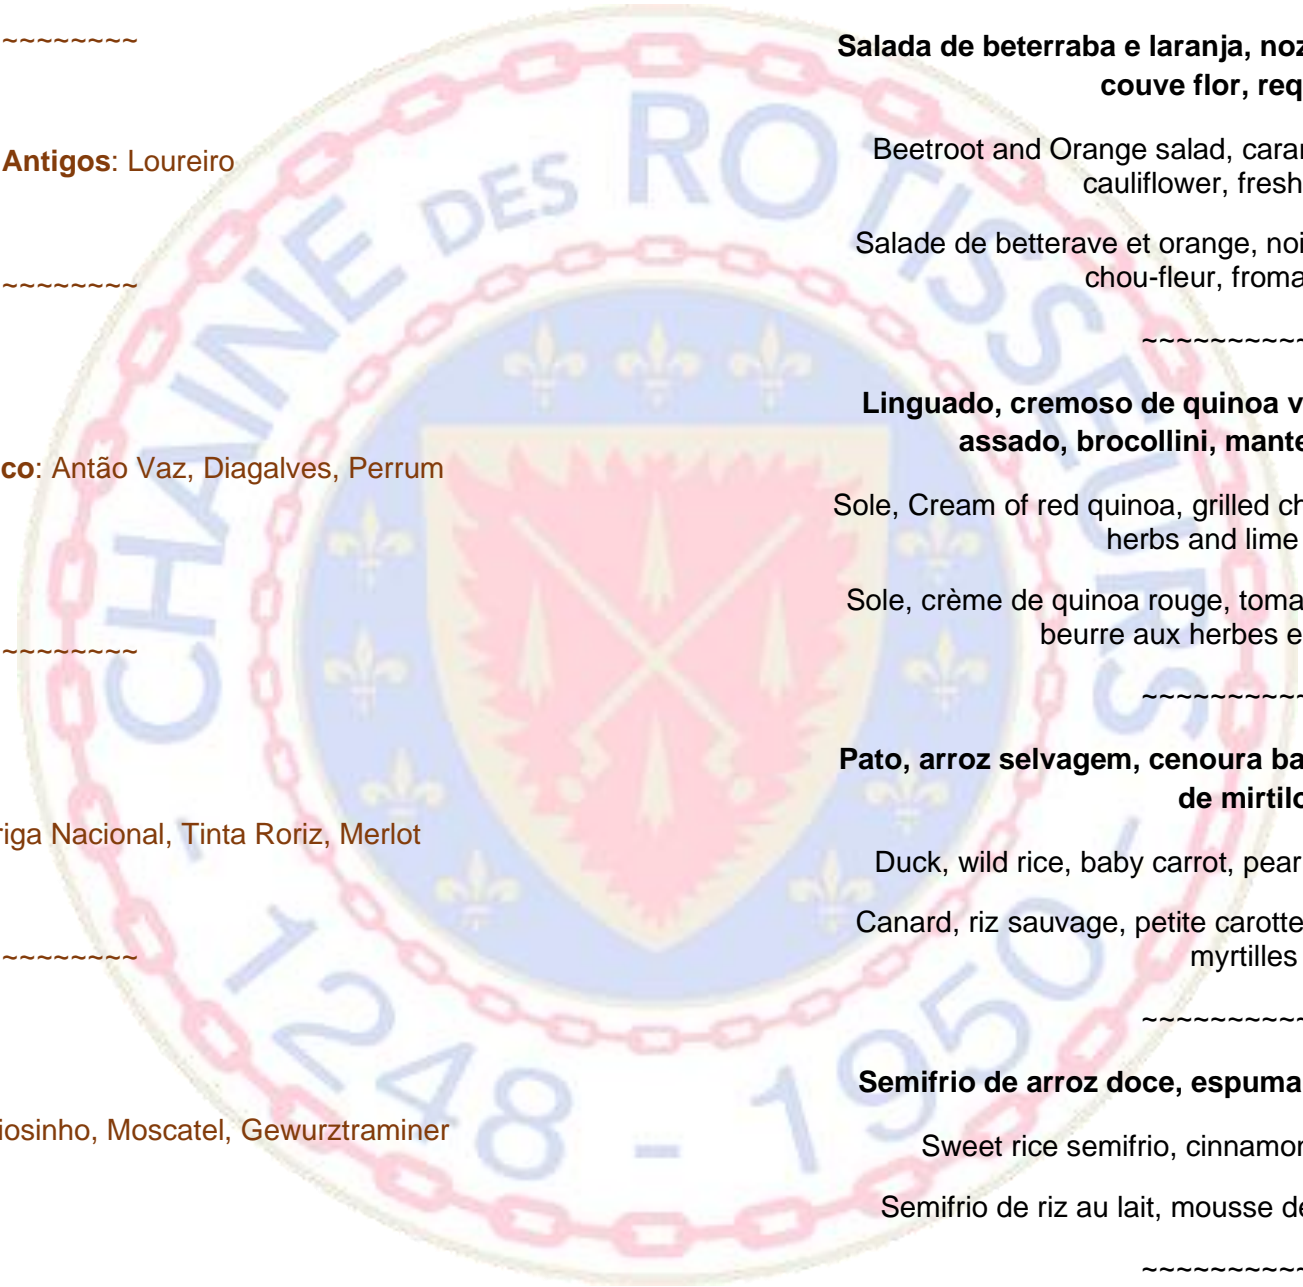 ~~~~~~~~
Antigos: Loureiro
~~~~~~~~
co: Antão Vaz, Diagalves, Perrum
~~~~~~~~
riga Nacional, Tinta Roriz, Merlot
~~~~~~~~
iosinho, Moscatel, Gewurztraminer
Salada de beterraba e laranja, noz
couve flor, req
Beetroot and Orange salad, caran
cauliflower, fresh
Salade de betterave et orange, noi
chou-fleur, froma
~~~~~~~~~~
Linguado, cremoso de quinoa v
assado, brocollini, mante
Sole, Cream of red quinoa, grilled ch
herbs and lime
Sole, crème de quinoa rouge, toma
beurre aux herbes e
~~~~~~~~~~
Pato, arroz selvagem, cenoura ba
de mirtilo
Duck, wild rice, baby carrot, pear
Canard, riz sauvage, petite carotte
myrtilles
~~~~~~~~~~
Semifrio de arroz doce, espuma
Sweet rice semifrio, cinnamon
Semifrio de riz au lait, mousse de
~~~~~~~~~~
CHAINE DES ROTISSEURS
- 1248 - 1950 -